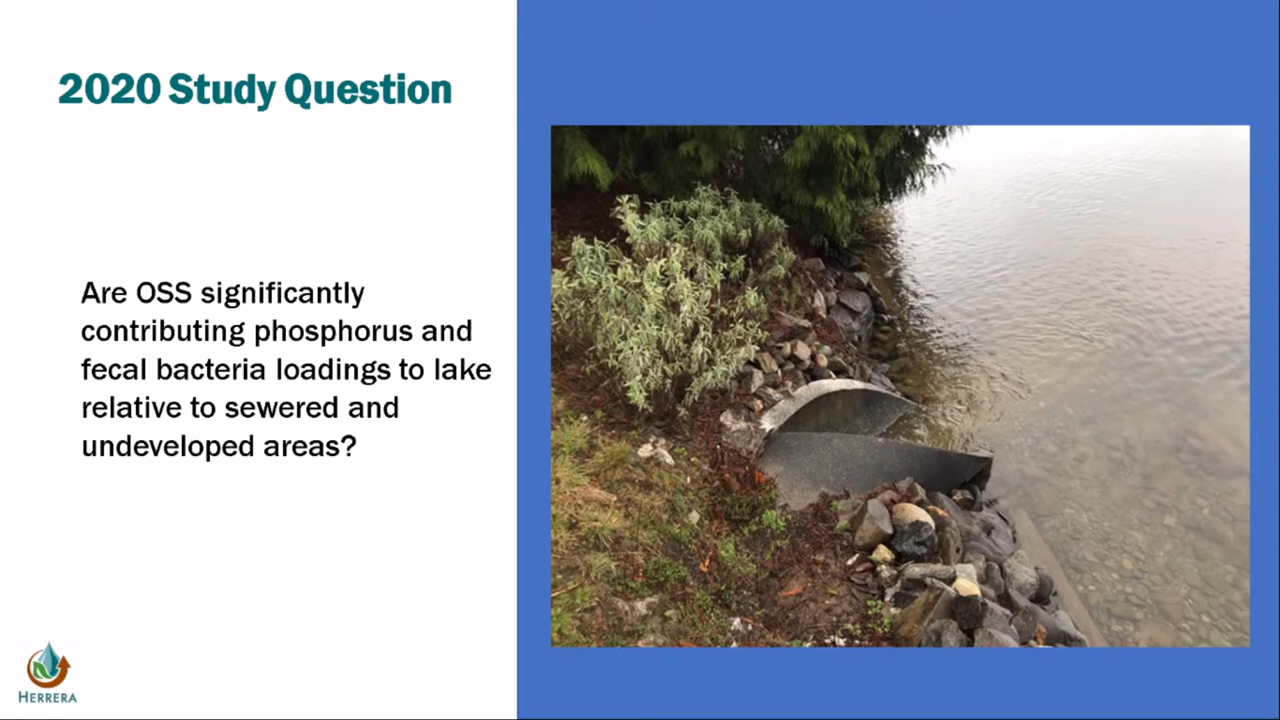 2020 Study Question
Are OSS significantly
contributing phosphorus and
fecal bacteria loadings to lake
relative to sewered and
undeveloped areas?
HERRERA